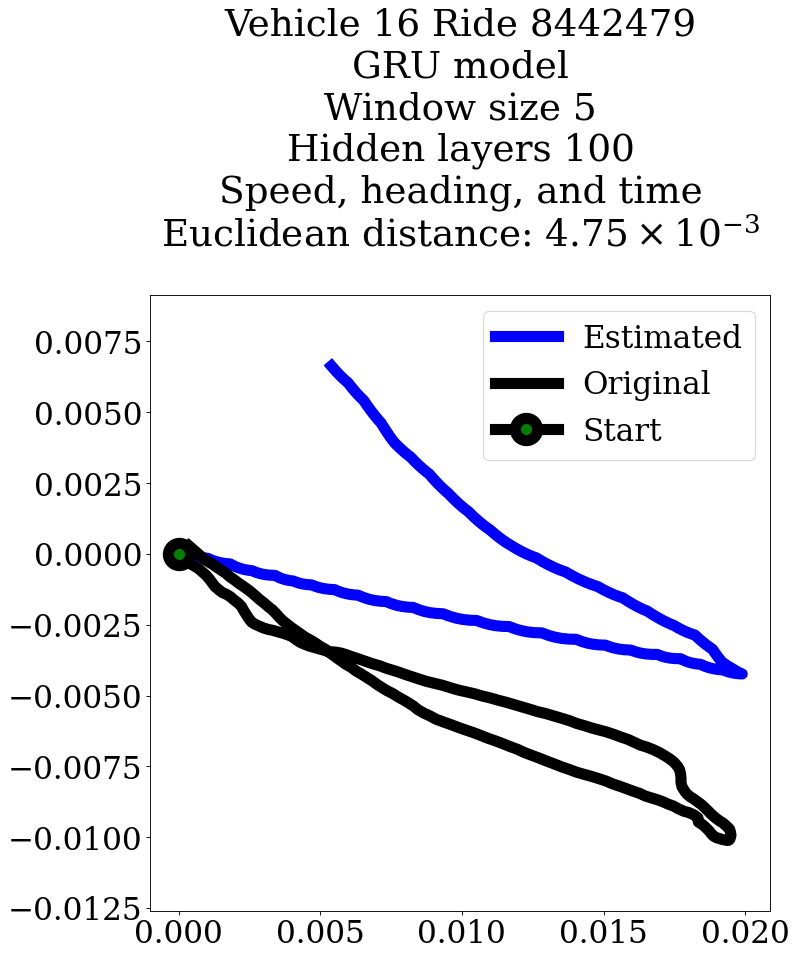 Vehicle 16 Ride 8442479
GRU model
Window size 5
Hidden layers 100
Speed, heading, and time
Euclidean distance: 4.75 × 10⁻³
Estimated
Original
Start
0.0075
0.0050
0.0025
0.0000
−0.0025
−0.0050
−0.0075
−0.0100
−0.0125
0.000 0.005 0.010 0.015 0.020